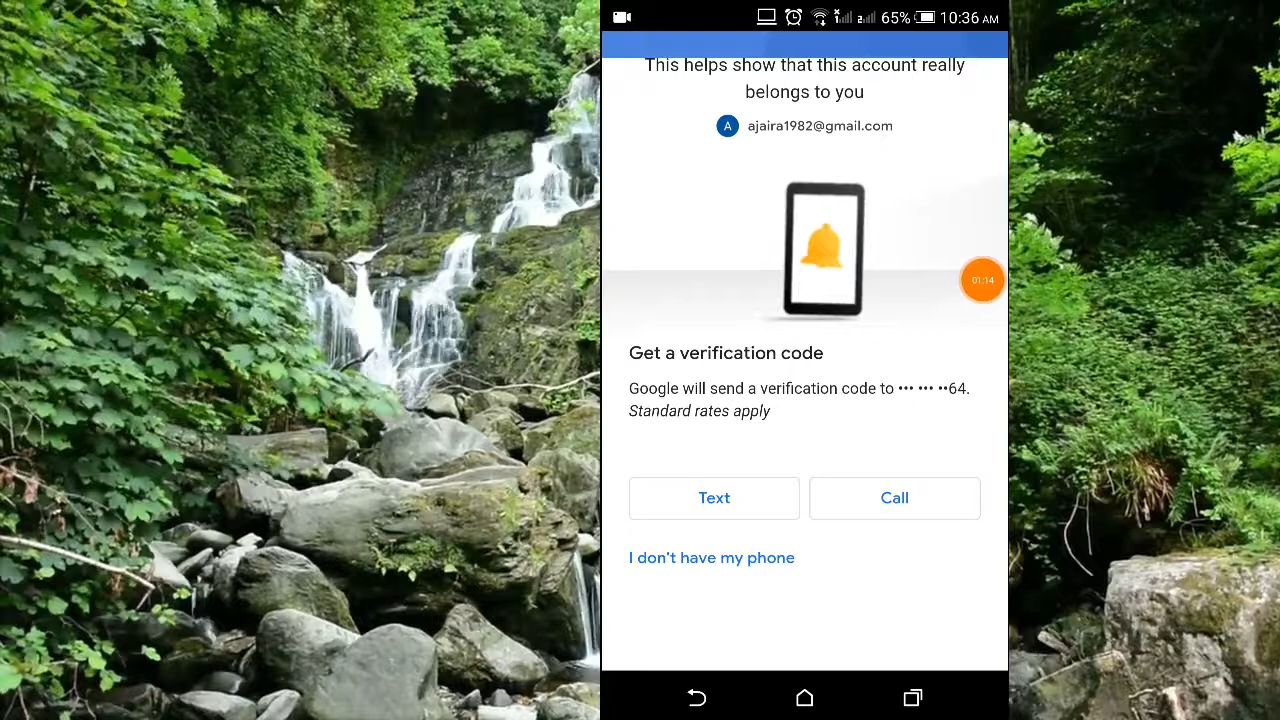 1 2 65% 10:36 AM
This helps show that this account really
belongs to you
A ajaira1982@gmail.com
01:14
Get a verification code
Google will send a verification code to ••• ••• ••64.
Standard rates apply
Text Call
I don't have my phone